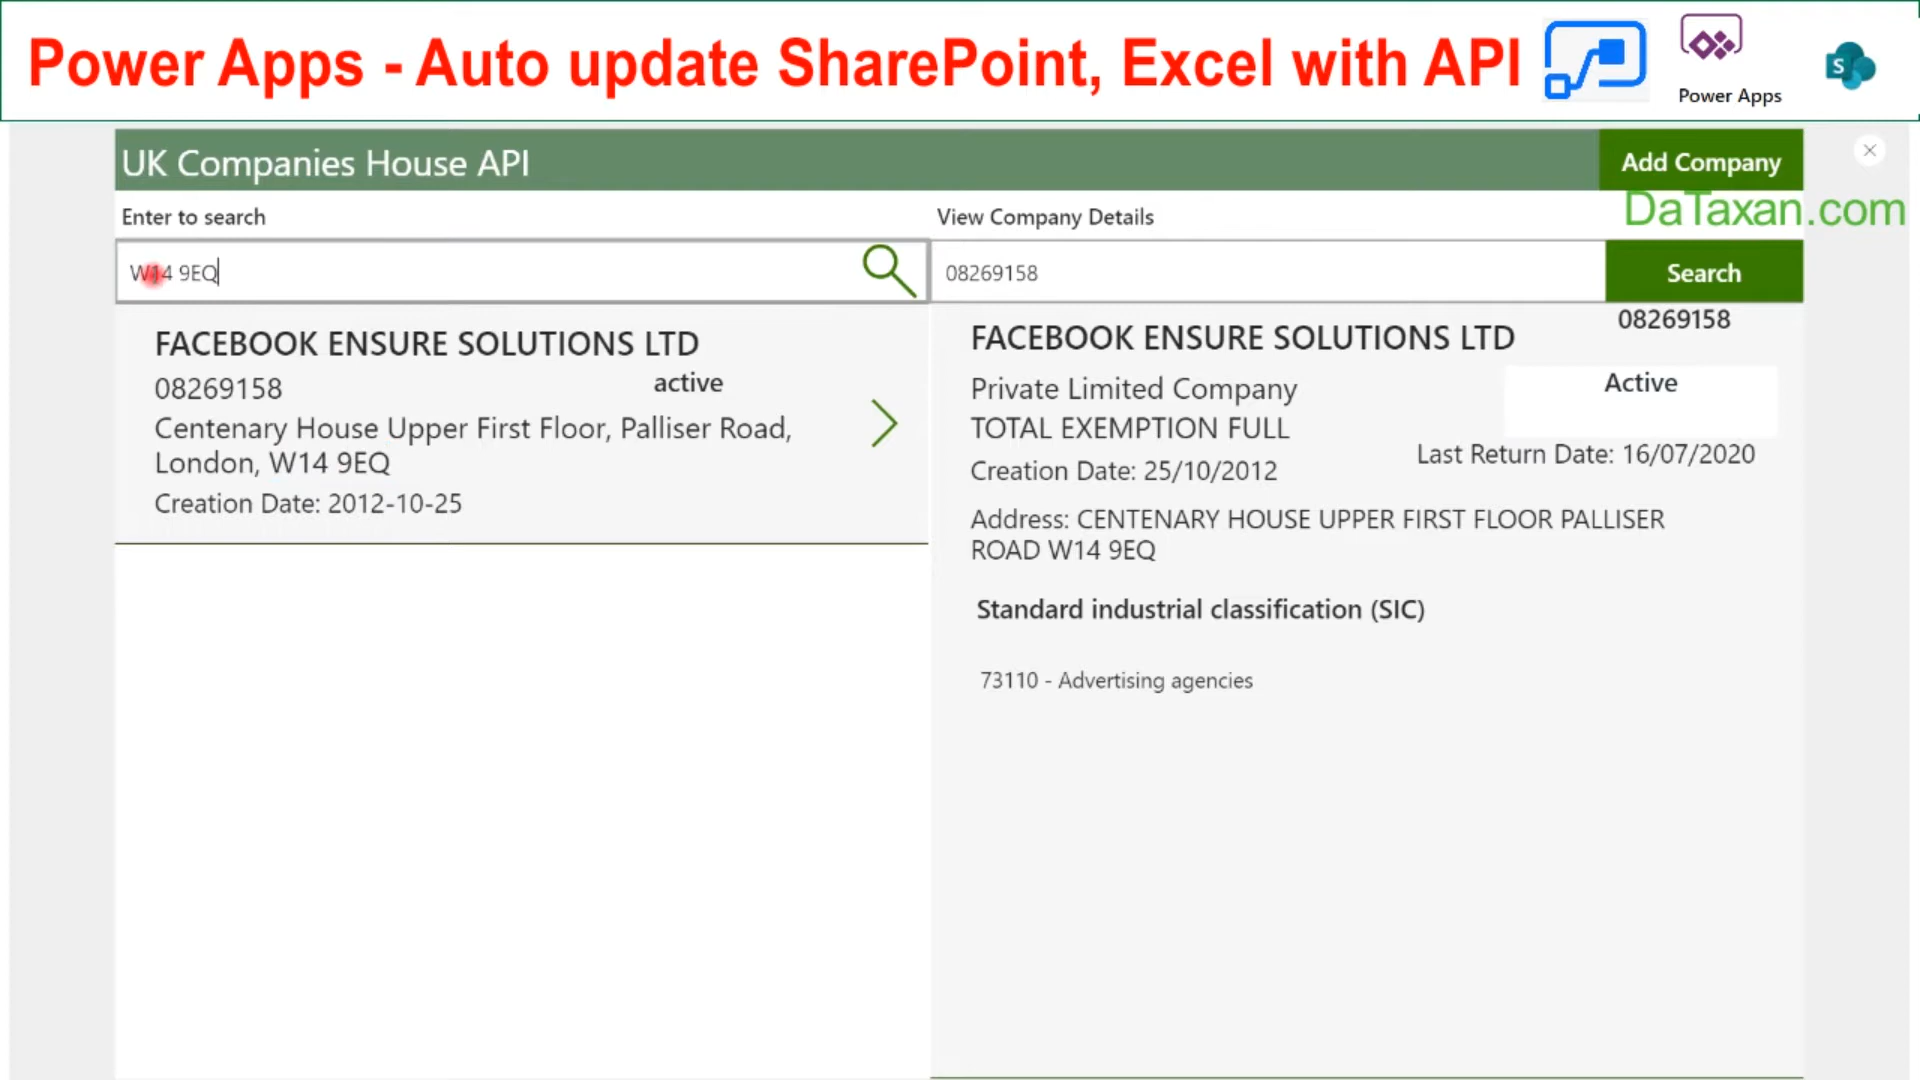 Power Apps - Auto update SharePoint, Excel with API
Power Apps
S
UK Companies House API
Add Company
DaTaxan.com
Enter to search
View Company Details
W14 9EQ
08269158
Search
08269158
FACEBOOK ENSURE SOLUTIONS LTD
08269158
active
Centenary House Upper First Floor, Palliser Road,
London, W14 9EQ
Creation Date: 2012-10-25
FACEBOOK ENSURE SOLUTIONS LTD
Private Limited Company
Active
TOTAL EXEMPTION FULL
Last Return Date: 16/07/2020
Creation Date: 25/10/2012
Address: CENTENARY HOUSE UPPER FIRST FLOOR PALLISER
ROAD W14 9EQ
Standard industrial classification (SIC)
73110 - Advertising agencies